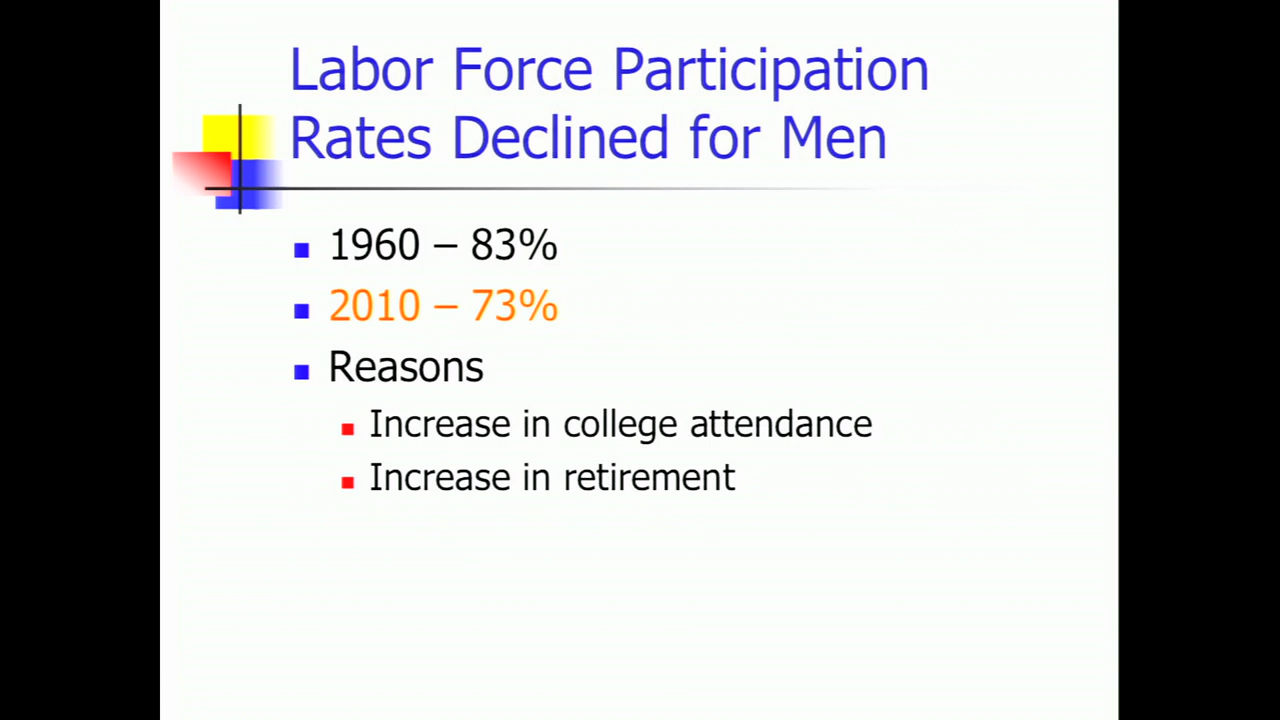 Labor Force Participation
Rates Declined for Men
1960 – 83%
2010 – 73%
Reasons
Increase in college attendance
Increase in retirement